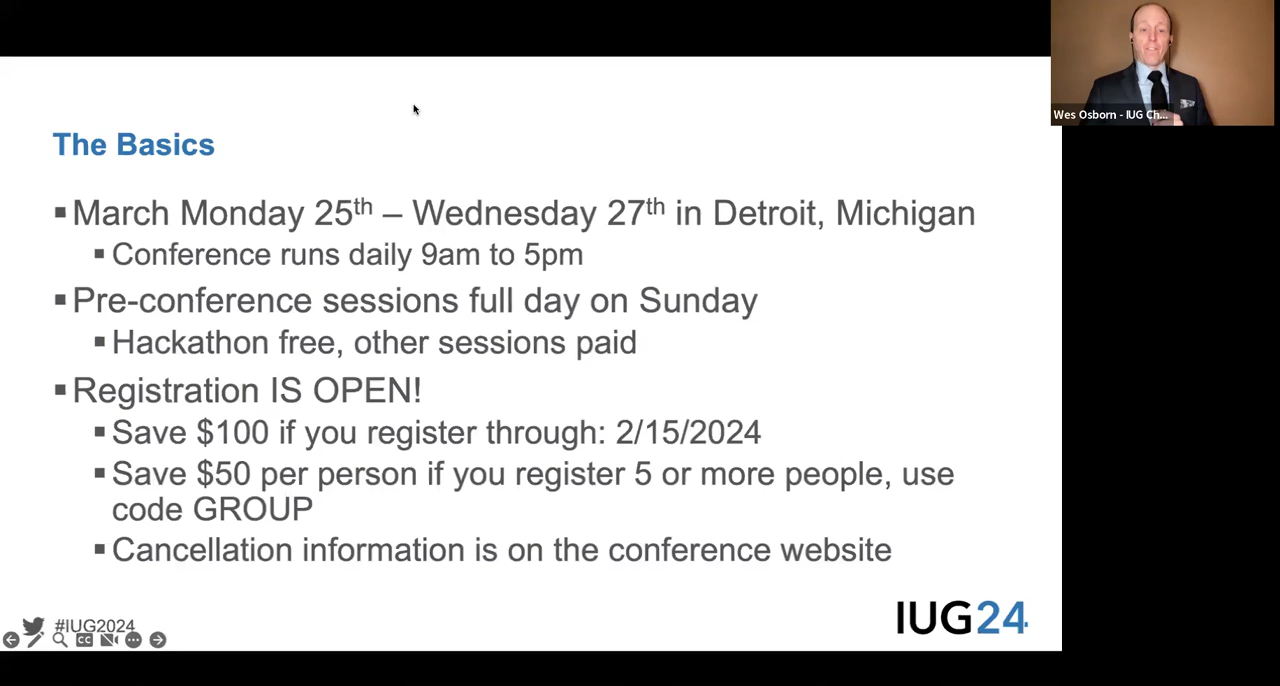 Wes Osborn - IUG Ch...
The Basics
▪ March Monday 25th – Wednesday 27th in Detroit, Michigan
▪ Conference runs daily 9am to 5pm
▪ Pre-conference sessions full day on Sunday
▪ Hackathon free, other sessions paid
▪ Registration IS OPEN!
▪ Save $100 if you register through: 2/15/2024
▪ Save $50 per person if you register 5 or more people, use
code GROUP
▪ Cancellation information is on the conference website
#IUG2024
CC
IUG24